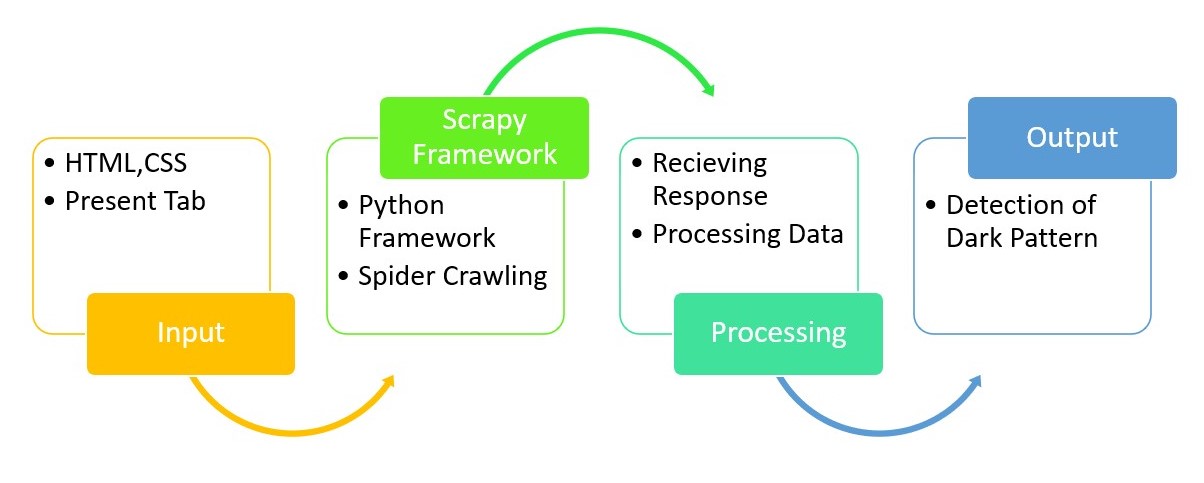 • HTML,CSS
• Present Tab
Input
Scrapy
Framework
• Python
Framework
• Spider Crawling
• Recieving
Response
• Processing Data
Processing
Output
• Detection of
Dark Pattern